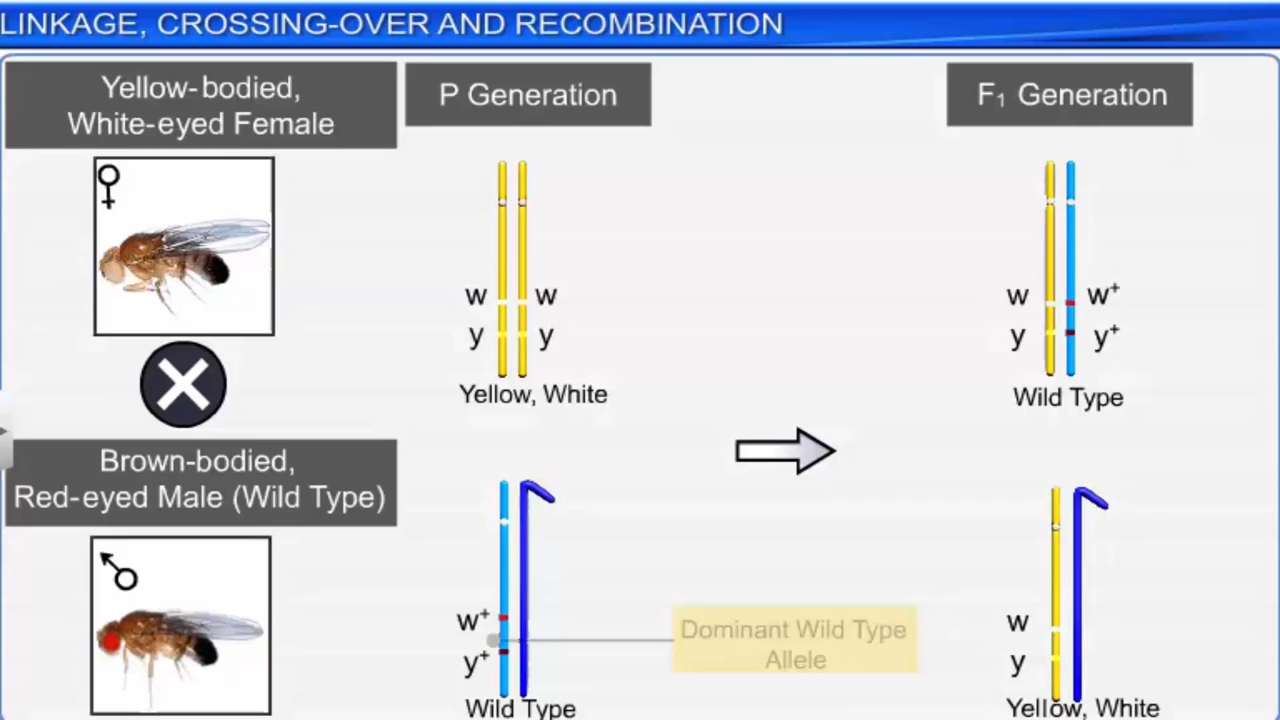 LINKAGE, CROSSING-OVER AND RECOMBINATION
Yellow-bodied,
White-eyed Female
P Generation
F₁ Generation
w w
y y
Yellow, White
w w⁺
y y⁺
Wild Type
Brown-bodied,
Red-eyed Male (Wild Type)
w⁺
y⁺
Wild Type
Dominant Wild Type
Allele
w
y
Yellow, White